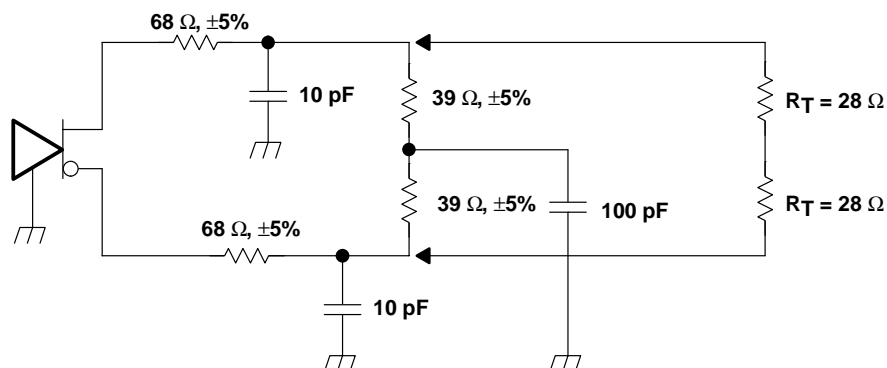 68 Ω, ±5%
10 pF
39 Ω, ±5%
RT = 28 Ω
39 Ω, ±5%
100 pF
RT = 28 Ω
68 Ω, ±5%
10 pF